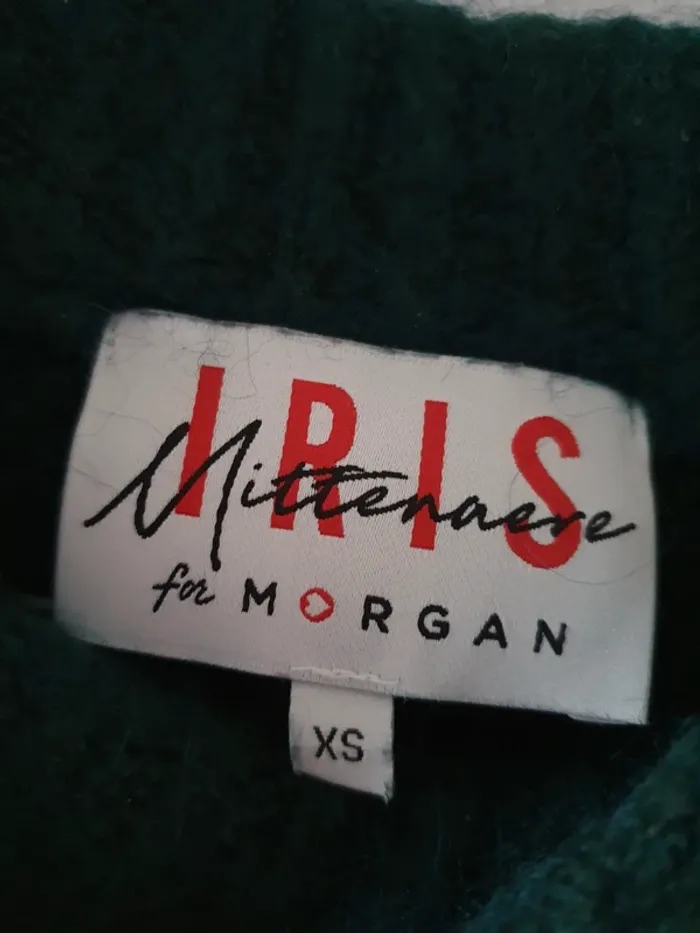 IRIS
Mittenaere
for MORGAN
XS